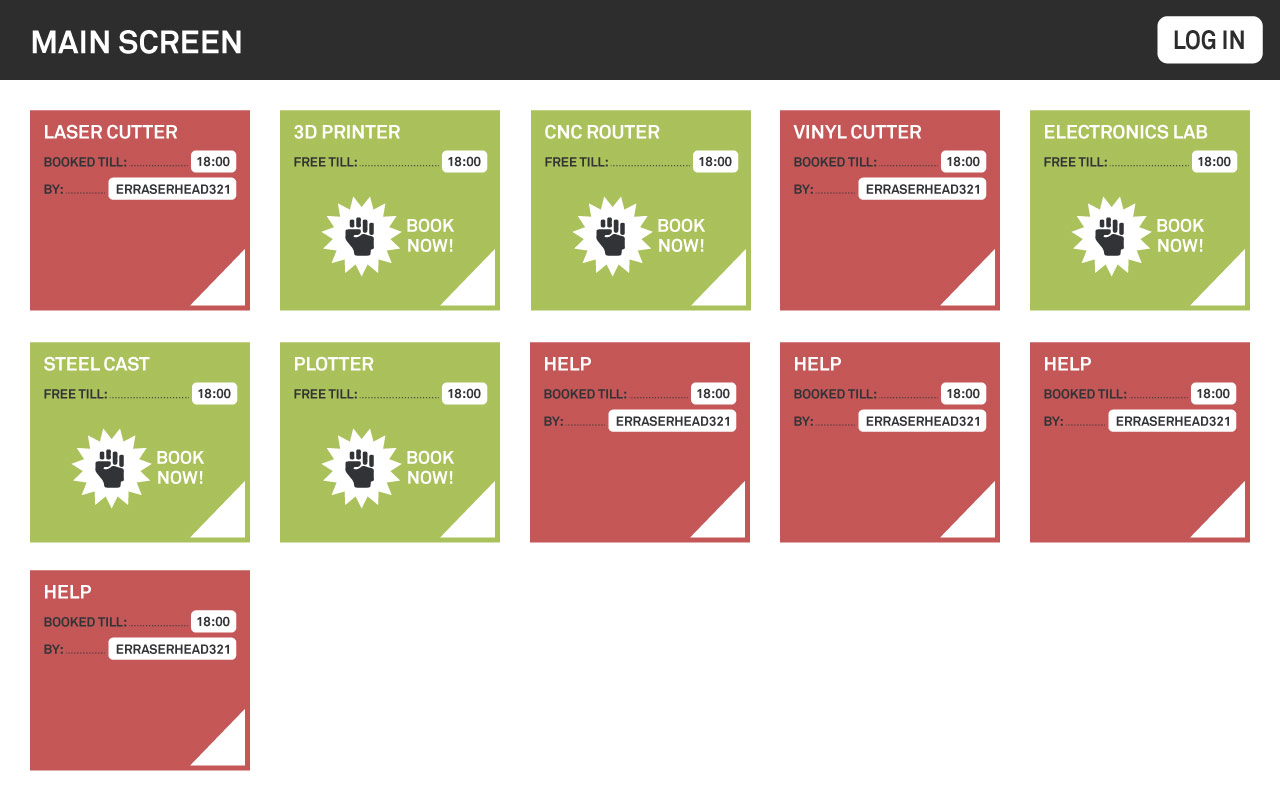 MAIN SCREEN
LOG IN
LASER CUTTER
BOOKED TILL: 18:00
BY: ERRASERHEAD321
3D PRINTER
FREE TILL: 18:00
BOOK
NOW!
CNC ROUTER
FREE TILL: 18:00
BOOK
NOW!
VINYL CUTTER
BOOKED TILL: 18:00
BY: ERRASERHEAD321
ELECTRONICS LAB
FREE TILL: 18:00
BOOK
NOW!
STEEL CAST
FREE TILL: 18:00
BOOK
NOW!
PLOTTER
FREE TILL: 18:00
BOOK
NOW!
HELP
BOOKED TILL: 18:00
BY: ERRASERHEAD321
HELP
BOOKED TILL: 18:00
BY: ERRASERHEAD321
HELP
BOOKED TILL: 18:00
BY: ERRASERHEAD321
HELP
BOOKED TILL: 18:00
BY: ERRASERHEAD321